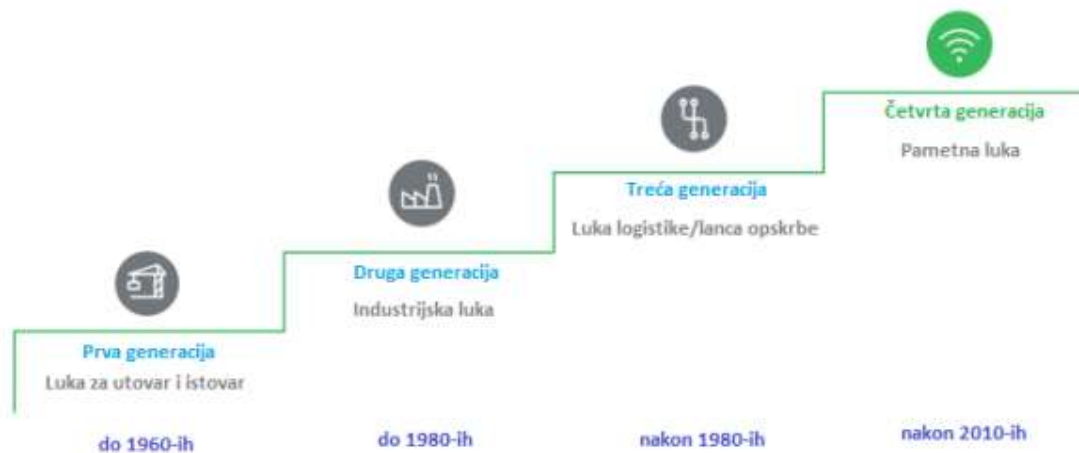 Prva generacija
Luka za utovar i istovar
do 1960-ih
Druga generacija
Industrijska luka
do 1980-ih
Treća generacija
Luka logistike/lanca opskrbe
nakon 1980-ih
Četvrta generacija
Pametna luka
nakon 2010-ih